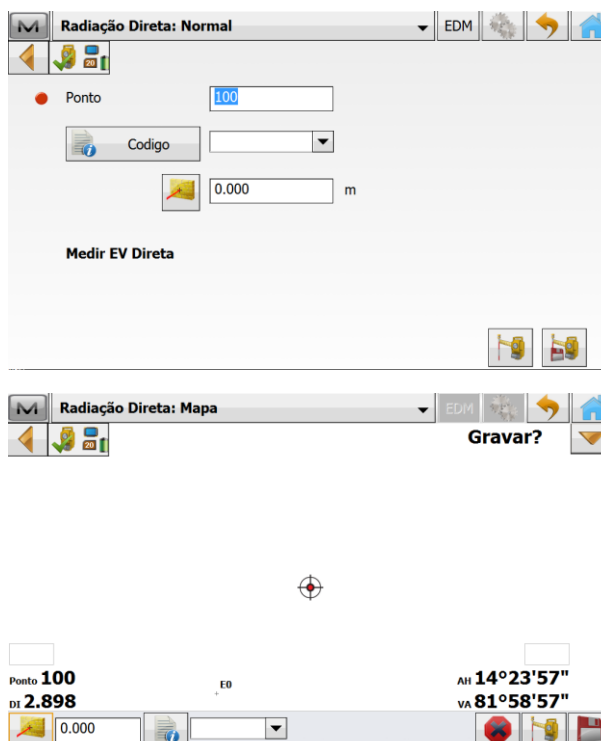 Radiação Direta: Normal EDM
20
Ponto 100
Codigo
0.000 m
Medir EV Direta
Radiação Direta: Mapa EDM
20 Gravar?
Ponto 100 E0 AH 14°23'57"
DI 2.898 VA 81°58'57"
0.000